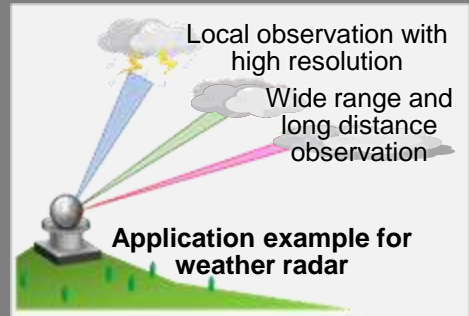 Local observation with
high resolution
Wide range and
long distance
observation
Application example for
weather radar